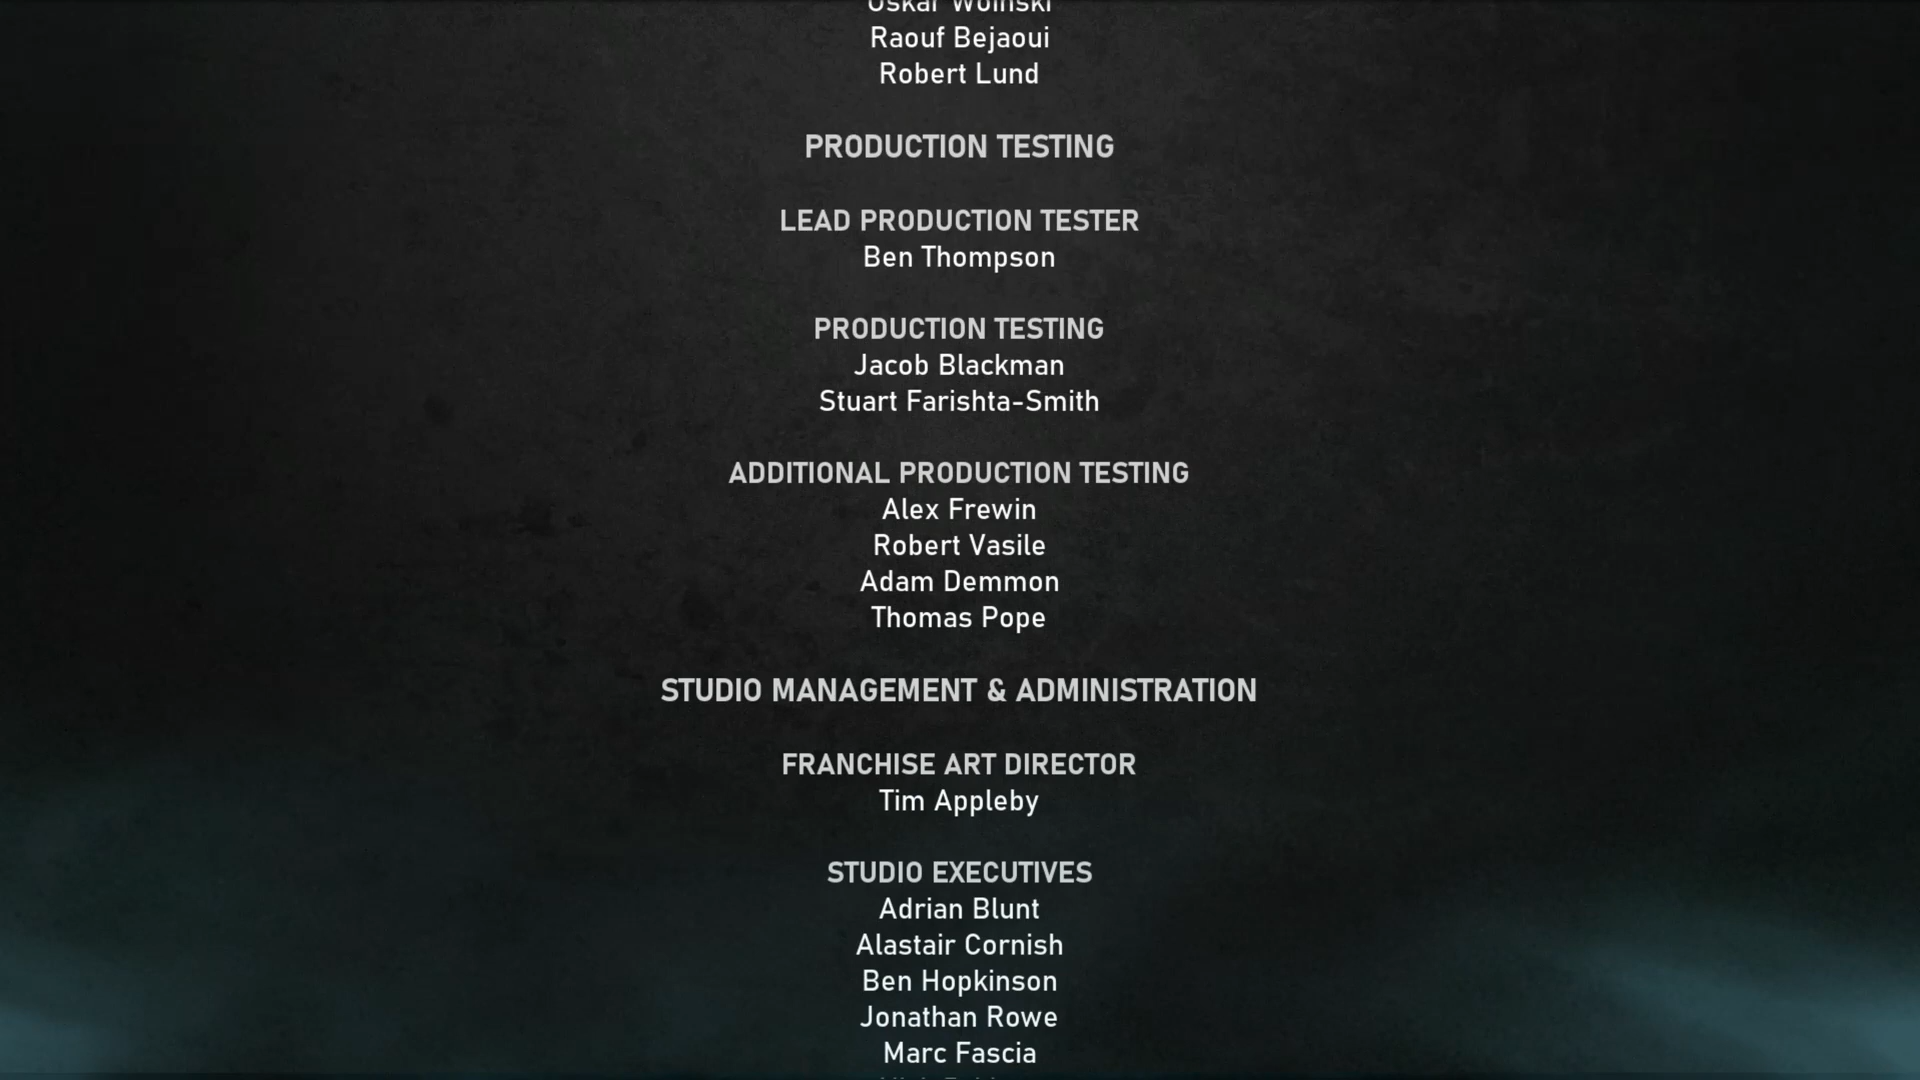 Oskar Wolnski
Raouf Bejaoui
Robert Lund
PRODUCTION TESTING
LEAD PRODUCTION TESTER
Ben Thompson
PRODUCTION TESTING
Jacob Blackman
Stuart Farishta-Smith
ADDITIONAL PRODUCTION TESTING
Alex Frewin
Robert Vasile
Adam Demmon
Thomas Pope
STUDIO MANAGEMENT & ADMINISTRATION
FRANCHISE ART DIRECTOR
Tim Appleby
STUDIO EXECUTIVES
Adrian Blunt
Alastair Cornish
Ben Hopkinson
Jonathan Rowe
Marc Fascia